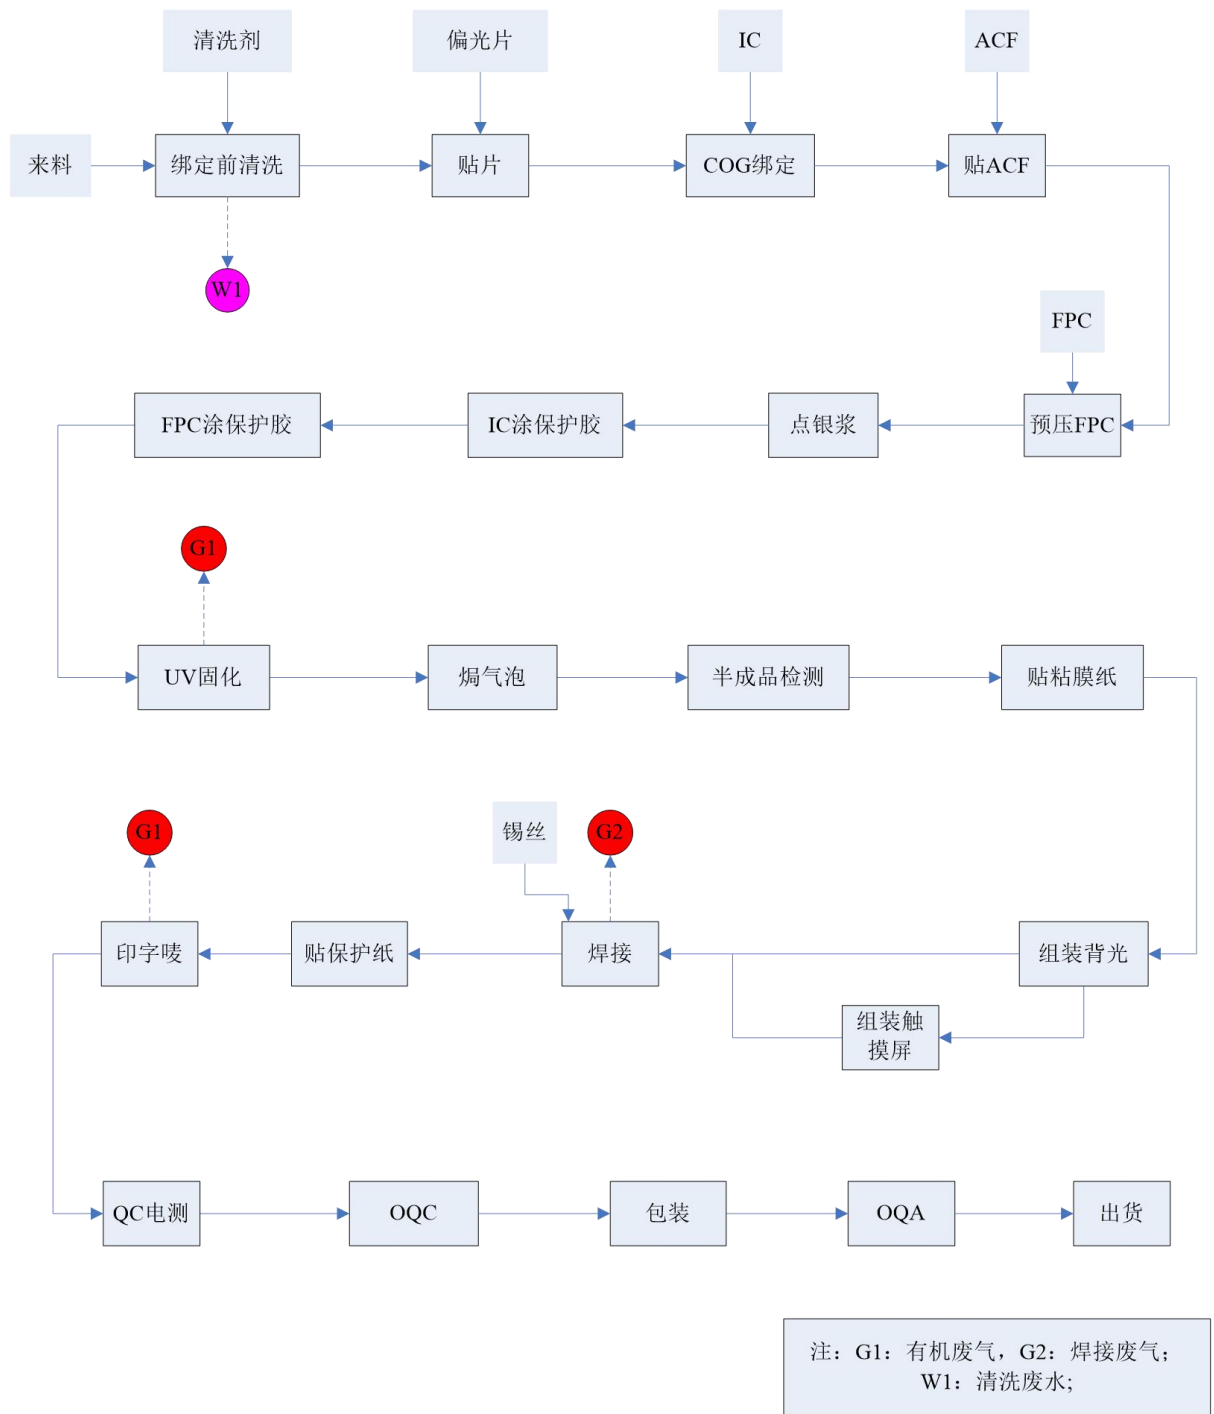 清洗剂
偏光片
IC
ACF
来料
绑定前清洗
贴片
COG绑定
贴ACF
W1
FPC
FPC涂保护胶
IC涂保护胶
点银浆
预压FPC
G1
UV固化
焗气泡
半成品检测
贴粘膜纸
G1
锡丝
G2
印字唛
贴保护纸
焊接
组装背光
组装触
摸屏
QC电测
OQC
包装
OQA
出货
注：G1：有机废气，G2：焊接废气；
W1：清洗废水;